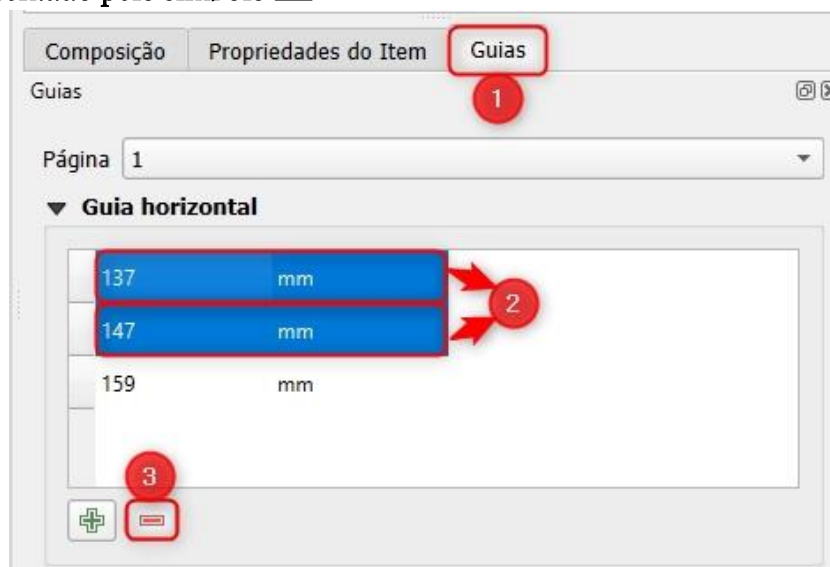 Composição Propriedades do Item Guias
Guias
1
Página 1
Guia horizontal
137 mm
2
147 mm
159 mm
3